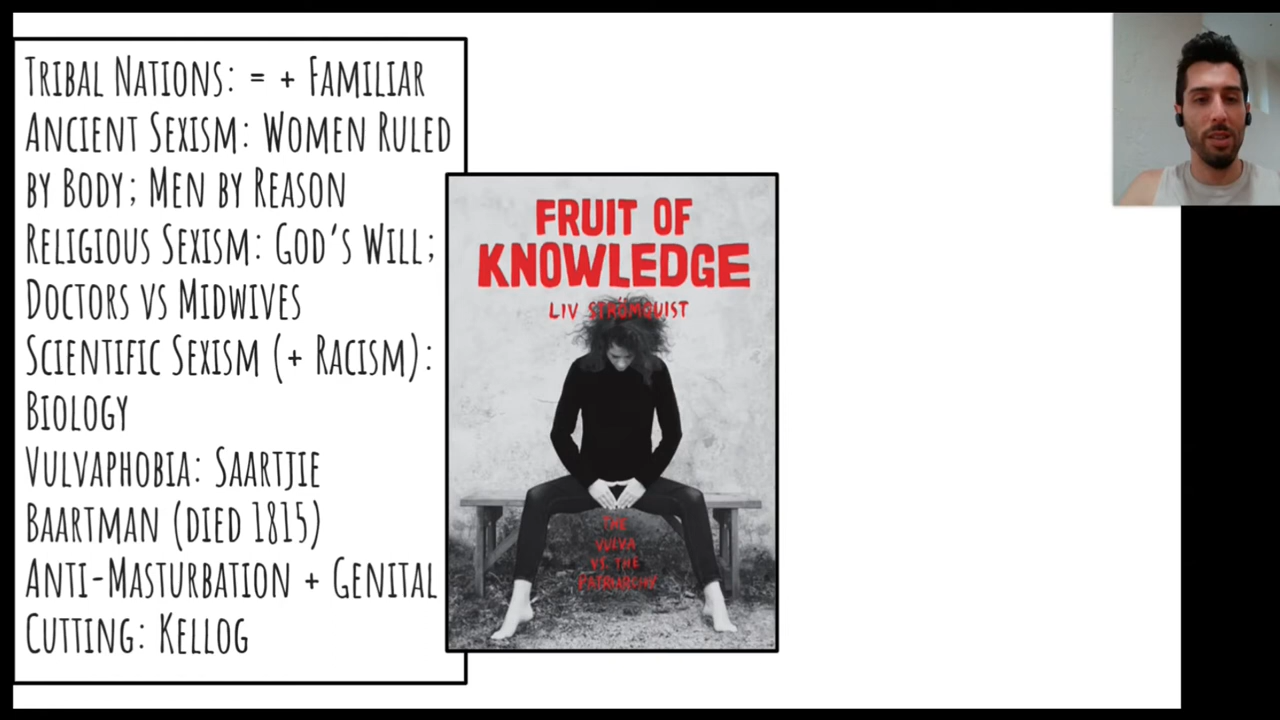 TRIBAL NATIONS: = + FAMILIAR
ANCIENT SEXISM: WOMEN RULED
BY BODY; MEN BY REASON
RELIGIOUS SEXISM: GOD'S WILL;
DOCTORS VS MIDWIVES
SCIENTIFIC SEXISM (+ RACISM):
BIOLOGY
VULVAPHOBIA: SAARTJIE
BAARTMAN (DIED 1815)
ANTI-MASTURBATION + GENITAL
CUTTING: KELLOG
FRUIT OF
KNOWLEDGE
LIV STRÖMQUIST
THE
VULVA
VS. THE
PATRIARCHY